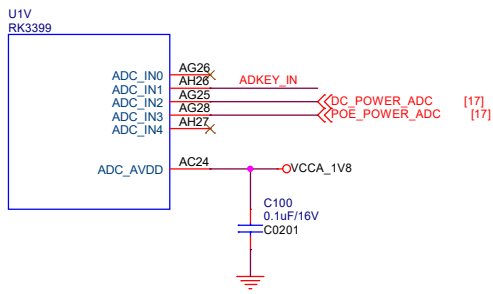 U1V
RK3399
ADC_IN0 AG26
ADC_IN1 AH26 ADKEY_IN
ADC_IN2 AG25 DC_POWER_ADC [17]
ADC_IN3 AG28 POE_POWER_ADC [17]
ADC_IN4 AH27
ADC_AVDD AC24 VCCA_1V8
C100
0.1uF/16V
C0201